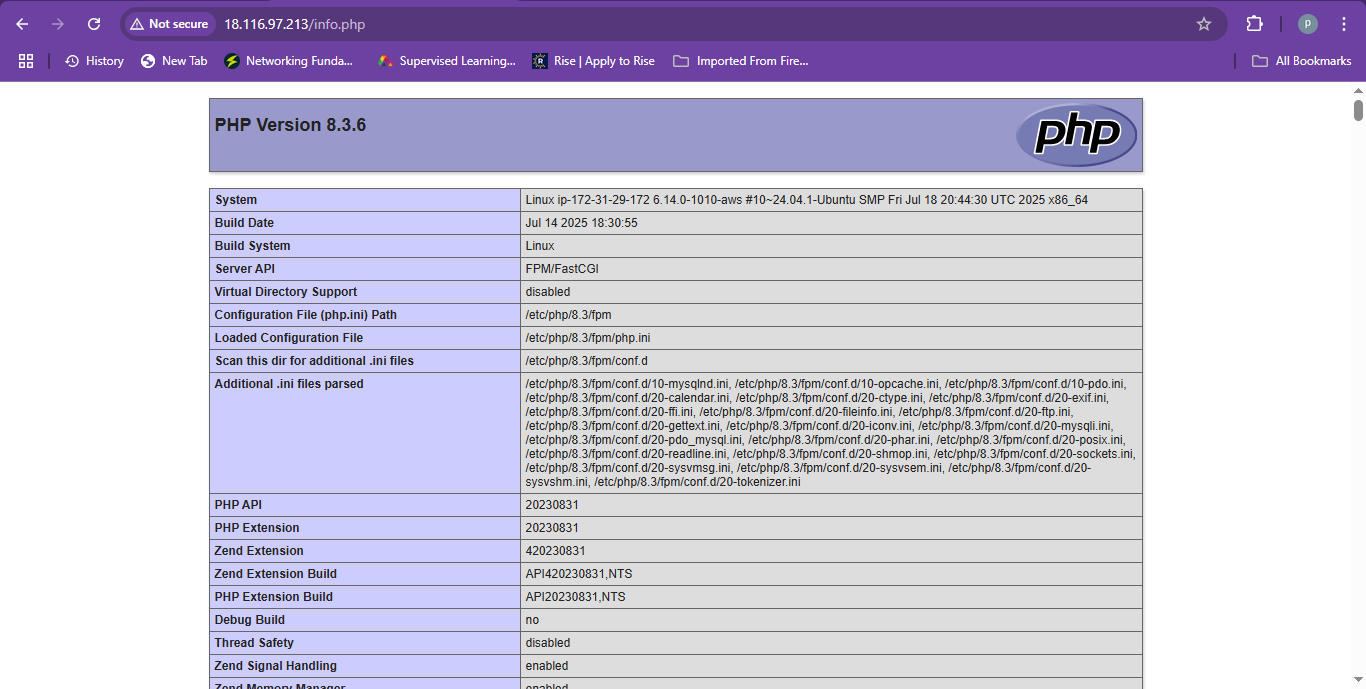 Not secure 18.116.97.213/info.php P
History New Tab Networking Funda... Supervised Learning... Rise | Apply to Rise Imported From Fire... All Bookmarks
PHP Version 8.3.6 php
System Linux ip-172-31-29-172 6.14.0-1010-aws #10~24.04.1-Ubuntu SMP Fri Jul 18 20:44:30 UTC 2025 x86_64
Build Date Jul 14 2025 18:30:55
Build System Linux
Server API FPM/FastCGI
Virtual Directory Support disabled
Configuration File (php.ini) Path /etc/php/8.3/fpm
Loaded Configuration File /etc/php/8.3/fpm/php.ini
Scan this dir for additional .ini files /etc/php/8.3/fpm/conf.d
Additional .ini files parsed /etc/php/8.3/fpm/conf.d/10-mysqlnd.ini, /etc/php/8.3/fpm/conf.d/10-opcache.ini, /etc/php/8.3/fpm/conf.d/10-pdo.ini,
/etc/php/8.3/fpm/conf.d/20-calendar.ini, /etc/php/8.3/fpm/conf.d/20-ctype.ini, /etc/php/8.3/fpm/conf.d/20-exif.ini,
/etc/php/8.3/fpm/conf.d/20-ffi.ini, /etc/php/8.3/fpm/conf.d/20-fileinfo.ini, /etc/php/8.3/fpm/conf.d/20-ftp.ini,
/etc/php/8.3/fpm/conf.d/20-gettext.ini, /etc/php/8.3/fpm/conf.d/20-iconv.ini, /etc/php/8.3/fpm/conf.d/20-mysqli.ini,
/etc/php/8.3/fpm/conf.d/20-pdo_mysql.ini, /etc/php/8.3/fpm/conf.d/20-phar.ini, /etc/php/8.3/fpm/conf.d/20-posix.ini,
/etc/php/8.3/fpm/conf.d/20-readline.ini, /etc/php/8.3/fpm/conf.d/20-shmop.ini, /etc/php/8.3/fpm/conf.d/20-sockets.ini,
/etc/php/8.3/fpm/conf.d/20-sysvmsg.ini, /etc/php/8.3/fpm/conf.d/20-sysvsem.ini, /etc/php/8.3/fpm/conf.d/20-
sysvshm.ini, /etc/php/8.3/fpm/conf.d/20-tokenizer.ini
PHP API 20230831
PHP Extension 20230831
Zend Extension 420230831
Zend Extension Build API420230831,NTS
PHP Extension Build API20230831,NTS
Debug Build no
Thread Safety disabled
Zend Signal Handling enabled
Zend Memory Manager enabled